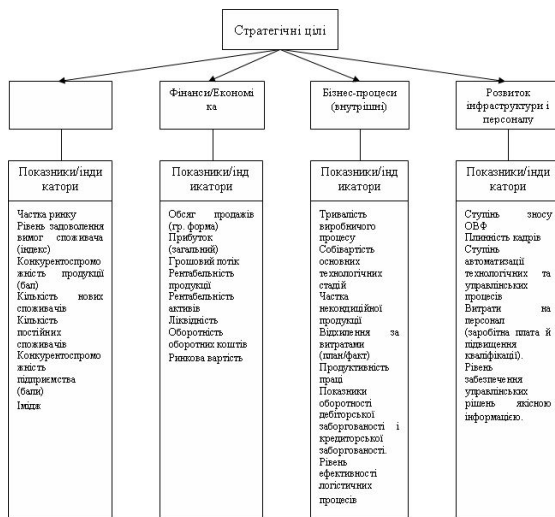 Стратегічні цілі
Фінанси/Економі
ка
Бізнес-процеси
(внутрішні)
Розвиток
інфраструктури і
персоналу
Показники/інди
катори
Частка ринку
Рівень задоволення
вимог споживача
(індекс)
Конкурентоспромо
жність продукції
(бал)
Кількість нових
споживачів
Кількість
постійних
споживачів
Конкурентоспромо
жність
підприємства
(бали)
Імідж
Показники/інд
икатори
Обсяг продажів
(гр. форма)
Прибуток
(загальний)
Грошовий потік
Рентабельність
продукції
Рентабельність
активів
Ліквідність
Оборотність
оборотних коштів
Ринкова вартість
Показники/інд
икатори
Тривалість
виробничого
процесу
Собівартість
основних
технологічних
стадій
Частка
некондиційної
продукції
Відхилення за
витратами
(план/факт)
Продуктивність
праці
Показники
оборотності
дебіторської
заборгованості і
кредиторської
заборгованості.
Рівень
ефективності
логістичних
процесів
Показники/інди
катори
Ступінь зносу
ОВФ
Плинність кадрів
Ступінь
автоматизації
технологічних та
управлінських
процесів
Витрати на
персонал
(заробітна плата й
підвищення
кваліфікації).
Рівень
забезпечення
управлінських
рішень якісною
інформацією.